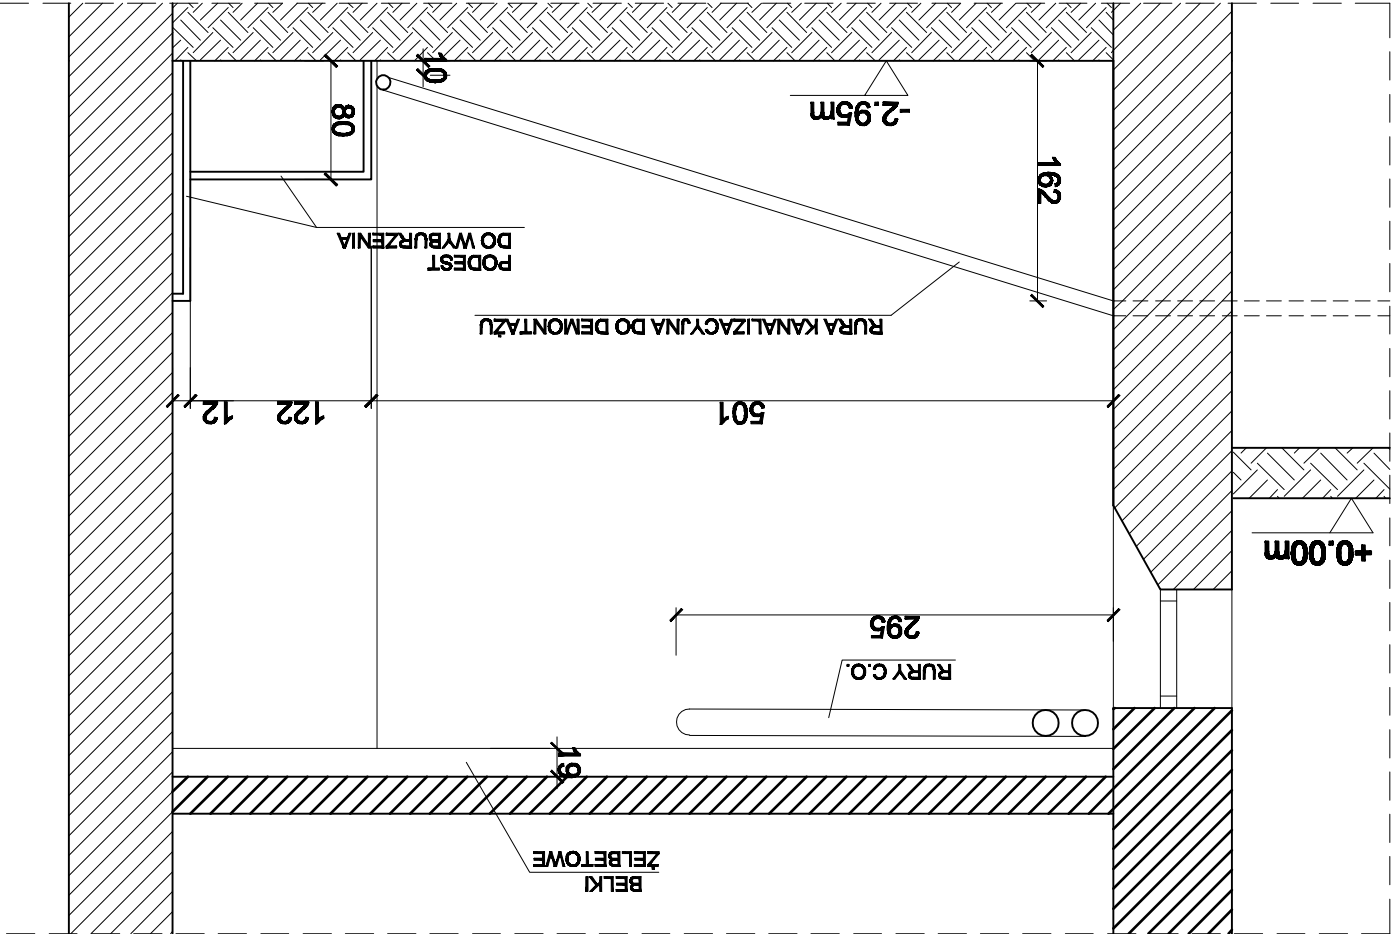 BELKI
ŻELBETOWE
19
RURY C.O.
295
+0.00m
501
122
12
RURA KANALIZACYJNA DO DEMONTAŻU
PODEST
DO WYBURZENIA
162
80
-2.95m
10